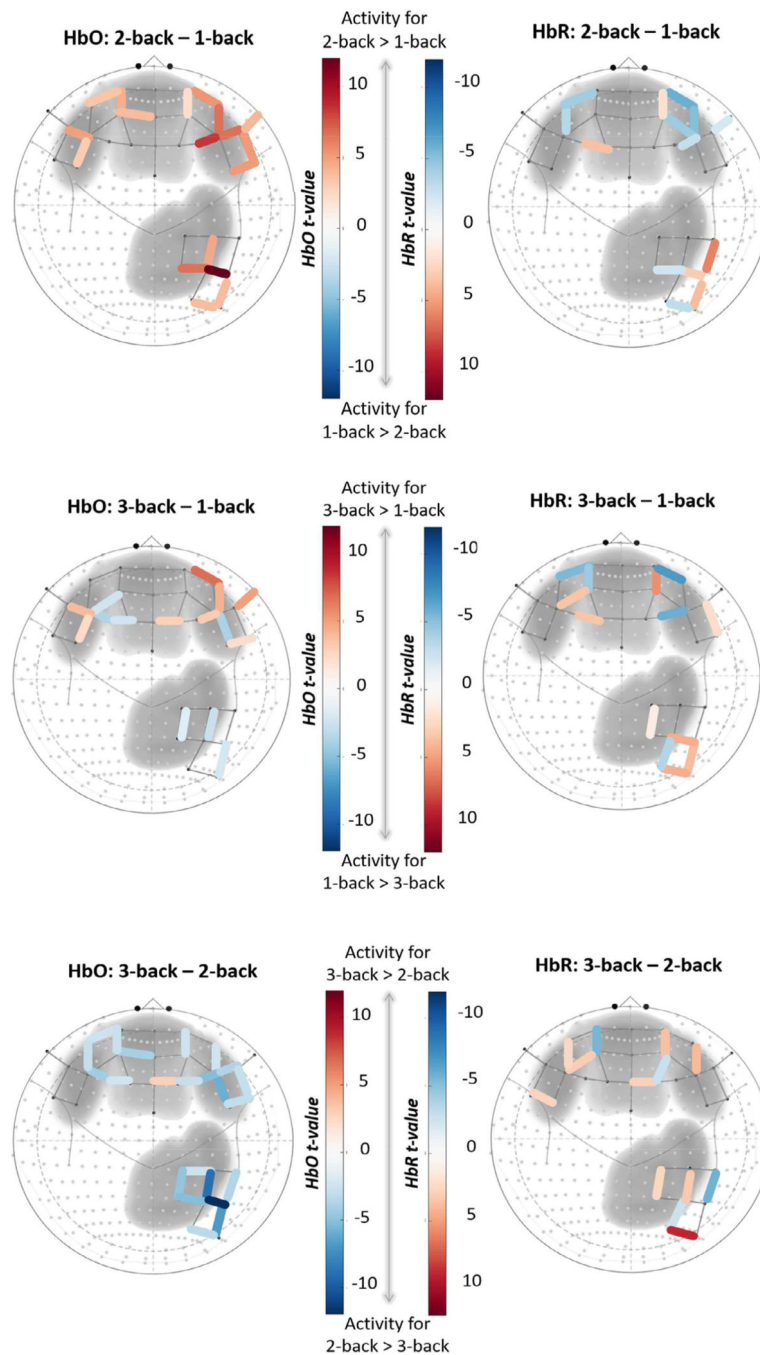 Activity for
2-back > 1-back
HbO: 2-back – 1-back
HbR: 2-back – 1-back
10
5
0
-5
-10
HbO t-value
HbR t-value
-10
-5
0
5
10
Activity for
1-back > 2-back
Activity for
3-back > 1-back
HbO: 3-back – 1-back
HbR: 3-back – 1-back
10
5
0
-5
-10
HbO t-value
HbR t-value
-10
-5
0
5
10
Activity for
1-back > 3-back
Activity for
3-back > 2-back
HbO: 3-back – 2-back
HbR: 3-back – 2-back
10
5
0
-5
-10
HbO t-value
HbR t-value
-10
-5
0
5
10
Activity for
2-back > 3-back